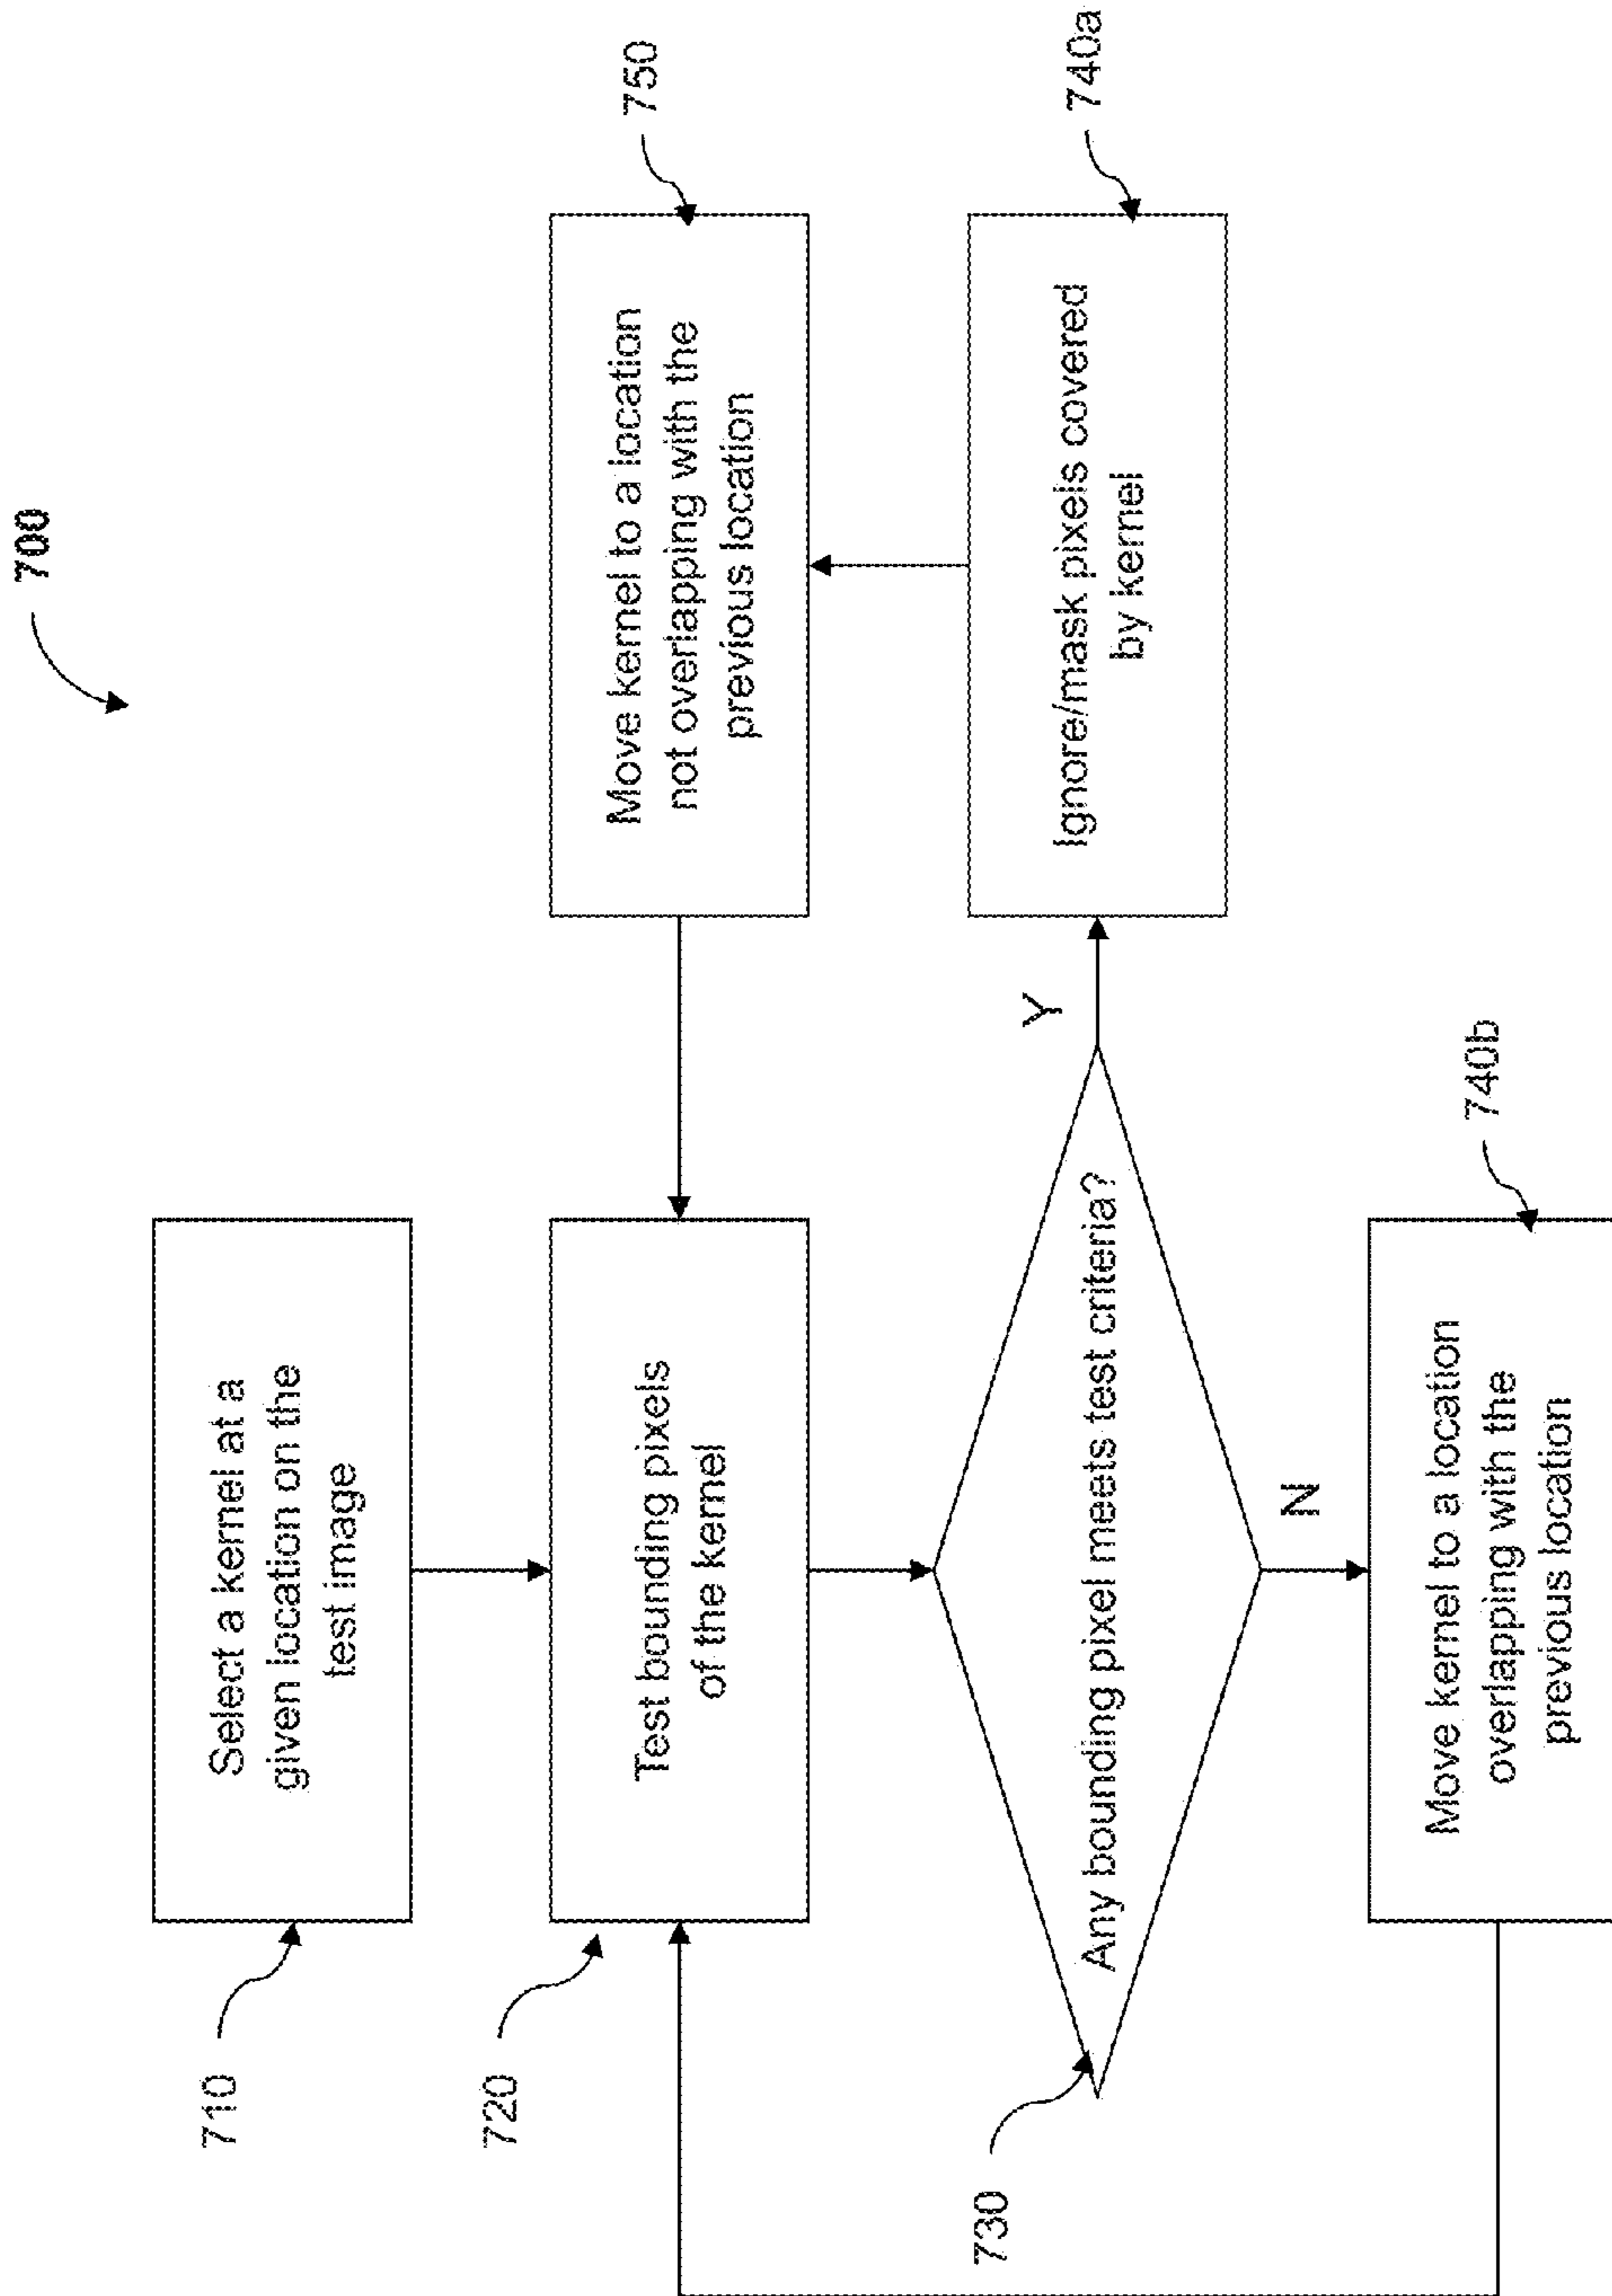 700
710
Select a kernel at a
given location on the
test image
720
Test bounding pixels
of the kernel
750
Move kernel to a location
not overlapping with the
previous location
730
Any bounding pixel meets test criteria?
Y
740a
Ignore/mask pixels covered
by kernel
N
740b
Move kernel to a location
overlapping with the
previous location